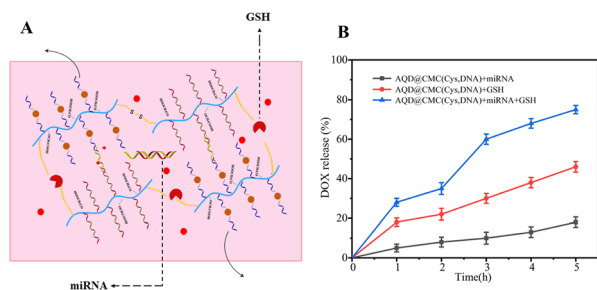 A
GSH
miRNA
B
AQD@CMC(Cys,DNA)+miRNA
AQD@CMC(Cys,DNA)+GSH
AQD@CMC(Cys,DNA)+miRNA+GSH
DOX release (%)
100
80
60
40
20
0
0 1 2 3 4 5
Time(h)